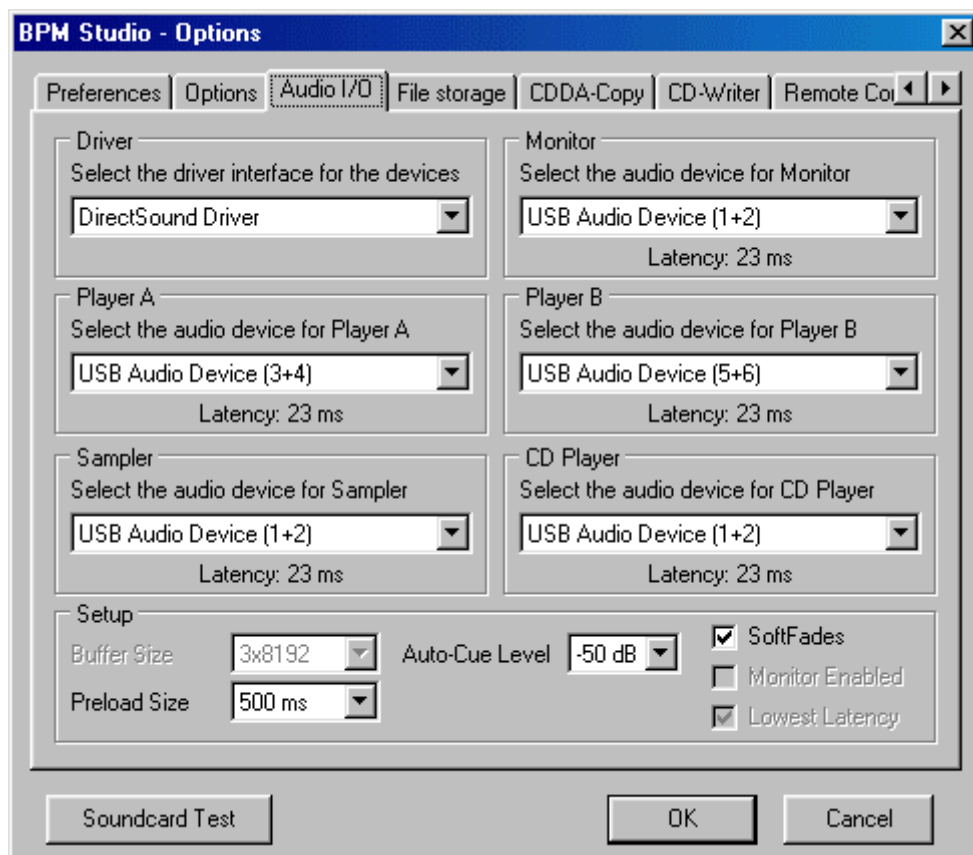 BPM Studio - Options
Preferences Options Audio I/O File storage CDDA-Copy CD-Writer Remote Co
Driver
Select the driver interface for the devices
DirectSound Driver
Monitor
Select the audio device for Monitor
USB Audio Device (1+2)
Latency: 23 ms
Player A
Select the audio device for Player A
USB Audio Device (3+4)
Latency: 23 ms
Player B
Select the audio device for Player B
USB Audio Device (5+6)
Latency: 23 ms
Sampler
Select the audio device for Sampler
USB Audio Device (1+2)
Latency: 23 ms
CD Player
Select the audio device for CD Player
USB Audio Device (1+2)
Latency: 23 ms
Setup
Buffer Size 3x8192
Preload Size 500 ms
Auto-Cue Level -50 dB
SoftFades
Monitor Enabled
Lowest Latency
Soundcard Test OK Cancel